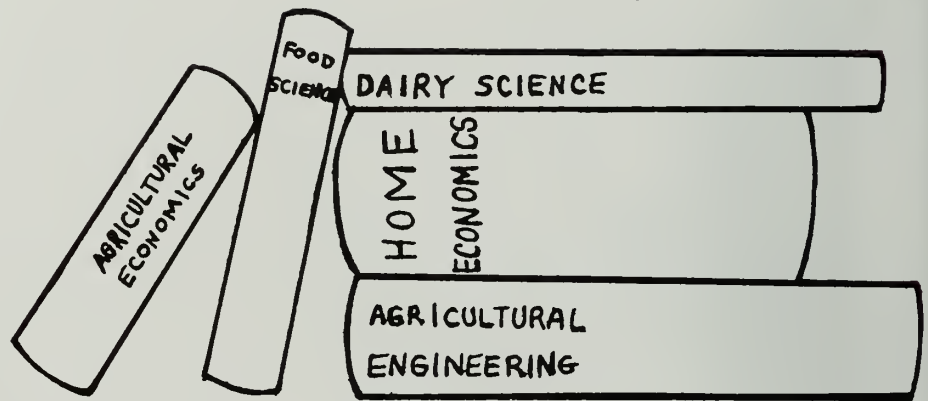 AGRICULTURAL
ECONOMICS
FOOD
SCIENCE
DAIRY SCIENCE
HOME
ECONOMICS
AGRICULTURAL
ENGINEERING